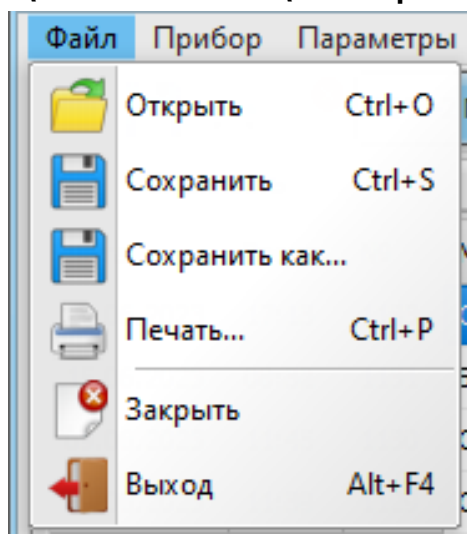 Файл Прибор Параметры
Открыть Ctrl+O
Сохранить Ctrl+S
Сохранить как...
Печать... Ctrl+P
Закрыть
Выход Alt+F4